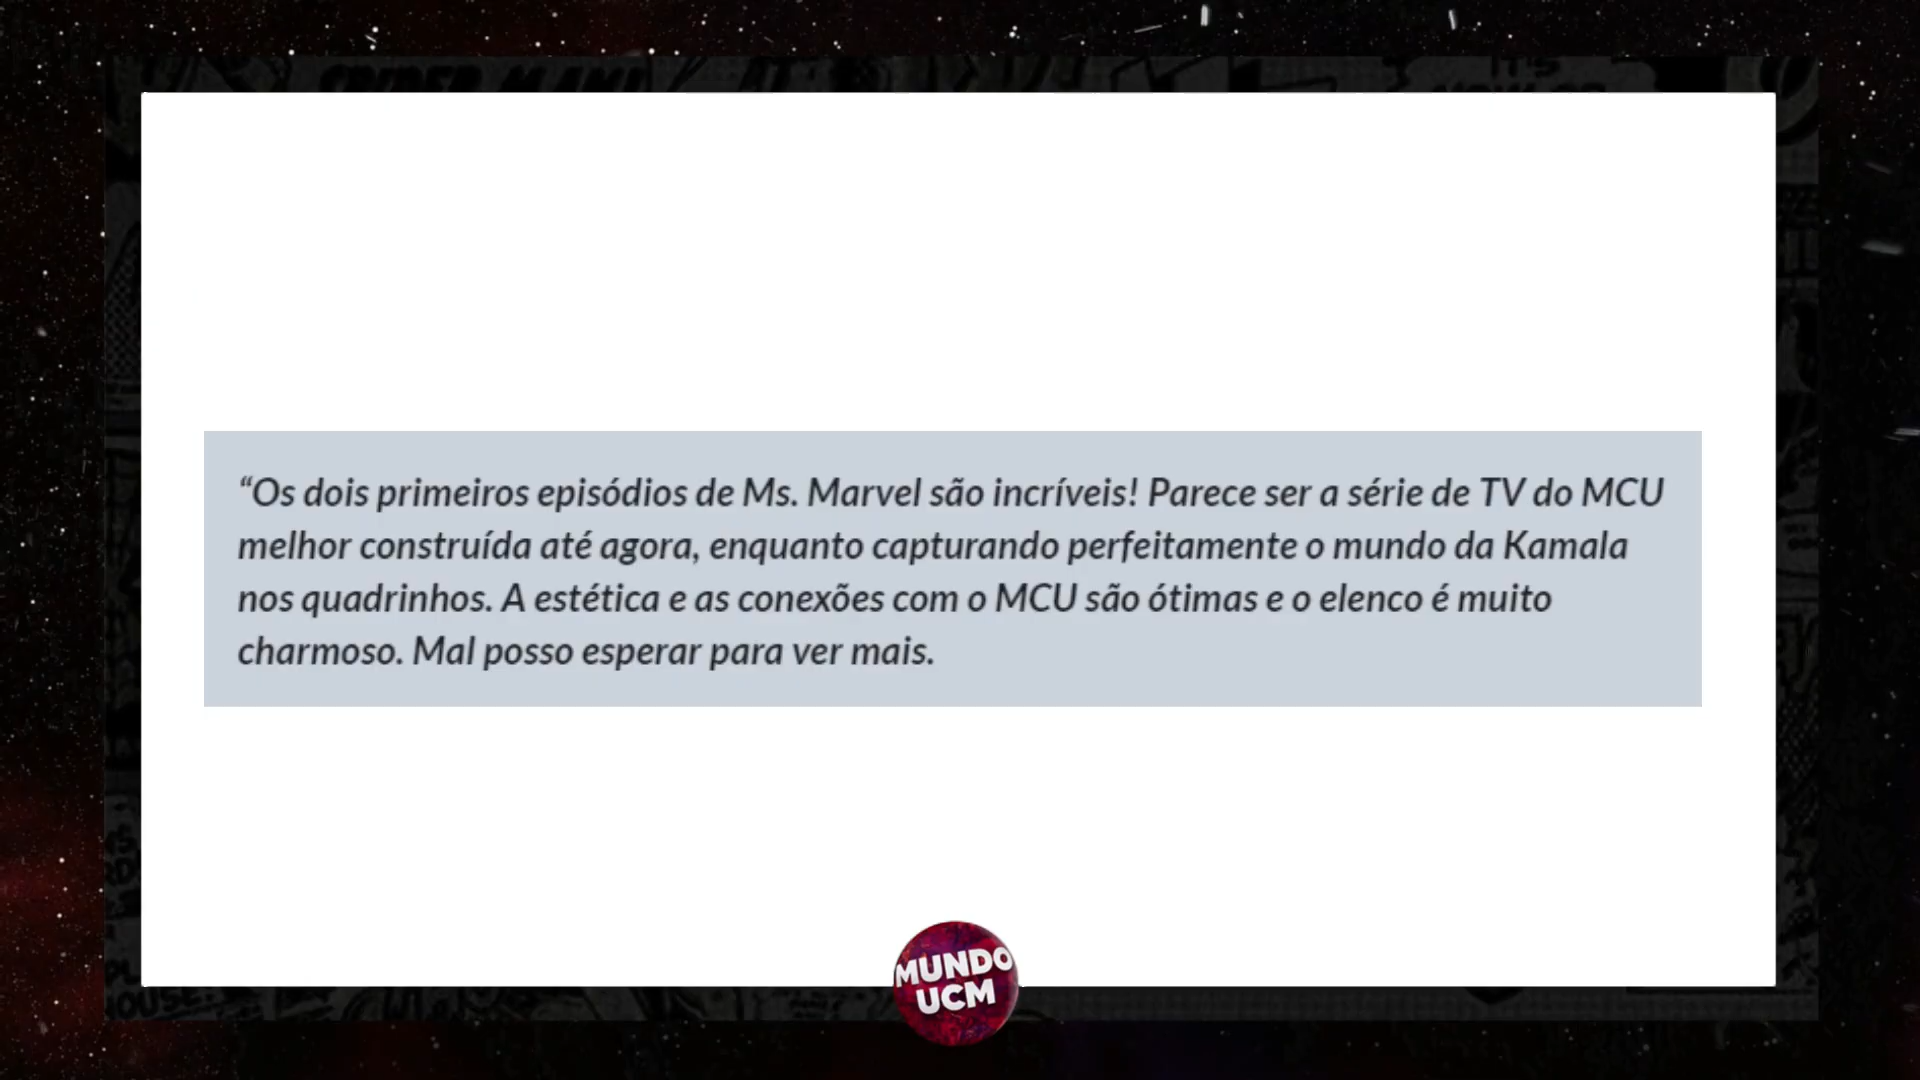 “Os dois primeiros episódios de Ms. Marvel são incríveis! Parece ser a série de TV do MCU
melhor construída até agora, enquanto capturando perfeitamente o mundo da Kamala
nos quadrinhos. A estética e as conexões com o MCU são ótimas e o elenco é muito
charmoso. Mal posso esperar para ver mais.
MUNDO
UCM